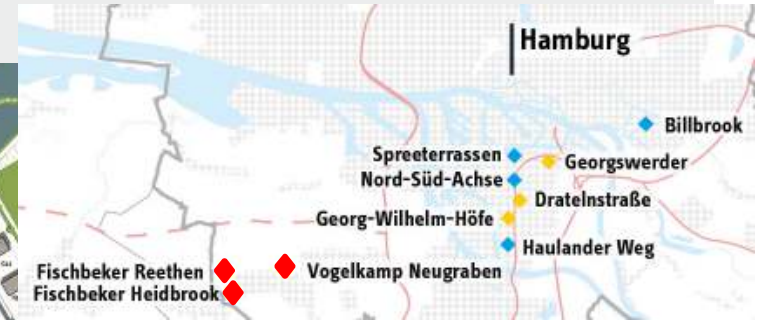 Hamburg
Billbrook
Spreeterrassen
Georgswerder
Nord-Süd-Achse
Dratelnstraße
Georg-Wilhelm-Höfe
Haulander Weg
Fischbeker Reethen
Vogelkamp Neugraben
Fischbeker Heidbrook